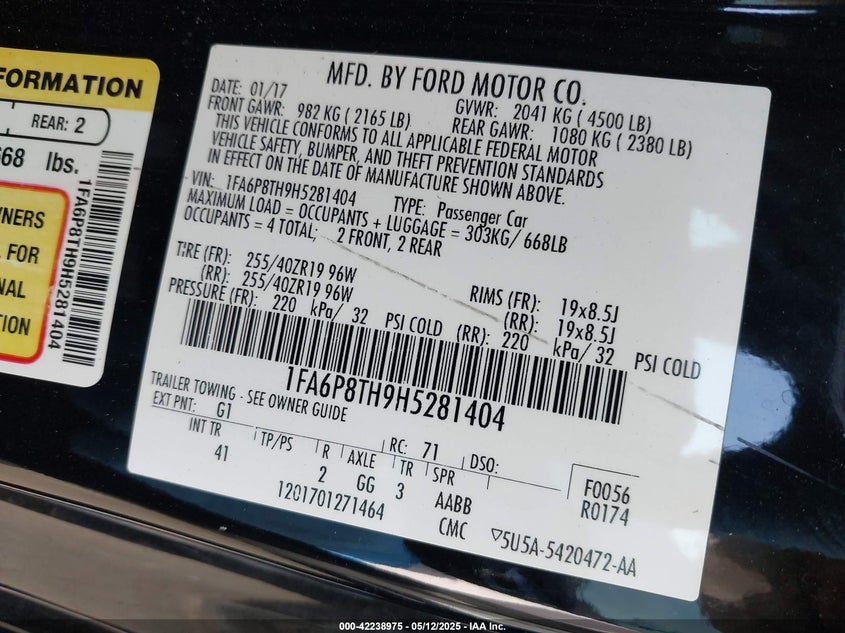 FORMATION
REAR: 2
668 lbs.
1FA6P8TH9H5281404
NERS
FOR
NAL
TION
MFD. BY FORD MOTOR CO.
DATE: 01/17 GVWR: 2041 KG ( 4500 LB)
FRONT GAWR: 982 KG ( 2165 LB) REAR GAWR: 1080 KG ( 2380 LB)
THIS VEHICLE CONFORMS TO ALL APPLICABLE FEDERAL MOTOR
VEHICLE SAFETY, BUMPER, AND THEFT PREVENTION STANDARDS
IN EFFECT ON THE DATE OF MANUFACTURE SHOWN ABOVE.
VIN: 1FA6P8TH9H5281404 TYPE: Passenger Car
MAXIMUM LOAD = OCCUPANTS + LUGGAGE = 303KG/ 668LB
OCCUPANTS = 4 TOTAL; 2 FRONT, 2 REAR
TIRE (FR): 255/40ZR19 96W RIMS (FR): 19x8.5J
(RR): 255/40ZR19 96W (RR): 19x8.5J
PRESSURE (FR): 220 kPa/ 32 PSI COLD (RR): 220 kPa/ 32 PSI COLD
1FA6P8TH9H5281404
TRAILER TOWING - SEE OWNER GUIDE
EXT PNT: G1 RC: 71 DSO:
INT TR TP/PS R AXLE TR SPR
41 2 GG 3 AABB
F0056
R0174
1201701271464 CMC ▽5U5A-5420472-AA
000-42238975 - 05/12/2025 - IAA Inc.